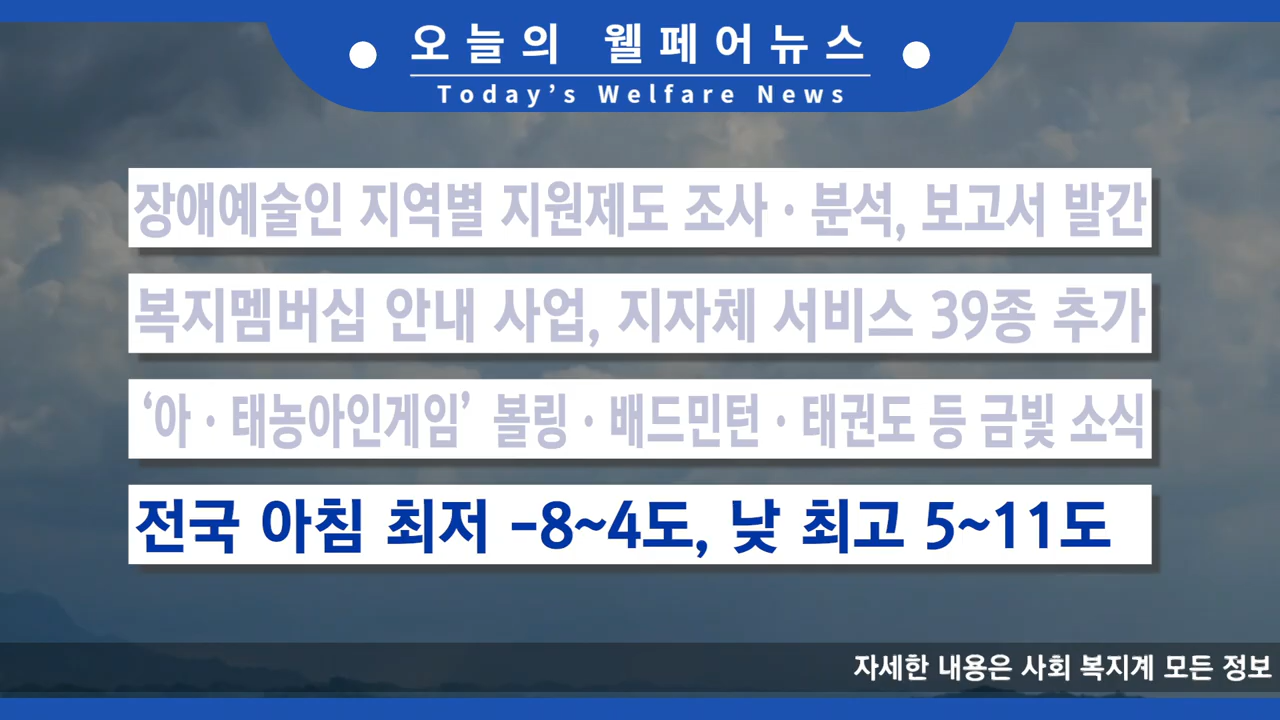 오늘의 웰페어뉴스
Today's Welfare News
장애예술인 지역별 지원제도 조사·분석, 보고서 발간
복지멤버십 안내 사업, 지자체 서비스 39종 추가
‘아·태농아인게임’ 볼링·배드민턴·태권도 등 금빛 소식
전국 아침 최저 -8~4도, 낮 최고 5~11도
자세한 내용은 사회 복지계 모든 정보